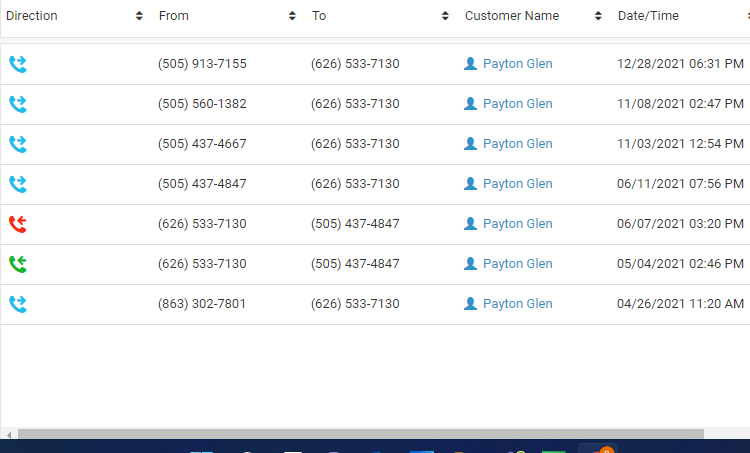 Direction From To Customer Name Date/Time
(505) 913-7155 (626) 533-7130 Payton Glen 12/28/2021 06:31 PM
(505) 560-1382 (626) 533-7130 Payton Glen 11/08/2021 02:47 PM
(505) 437-4667 (626) 533-7130 Payton Glen 11/03/2021 12:54 PM
(505) 437-4847 (626) 533-7130 Payton Glen 06/11/2021 07:56 PM
(626) 533-7130 (505) 437-4847 Payton Glen 06/07/2021 03:20 PM
(626) 533-7130 (505) 437-4847 Payton Glen 05/04/2021 02:46 PM
(863) 302-7801 (626) 533-7130 Payton Glen 04/26/2021 11:20 AM